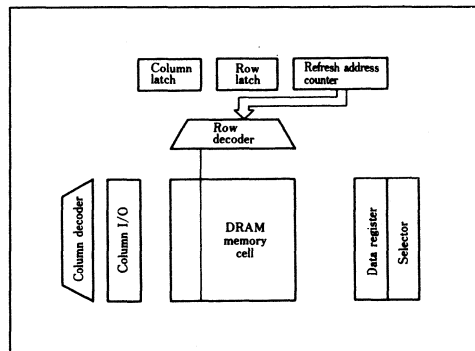 Column
latch
Row
latch
Refresh address
counter
Row
decoder
Column decoder
Column I/O
DRAM
memory
cell
Data register
Selector